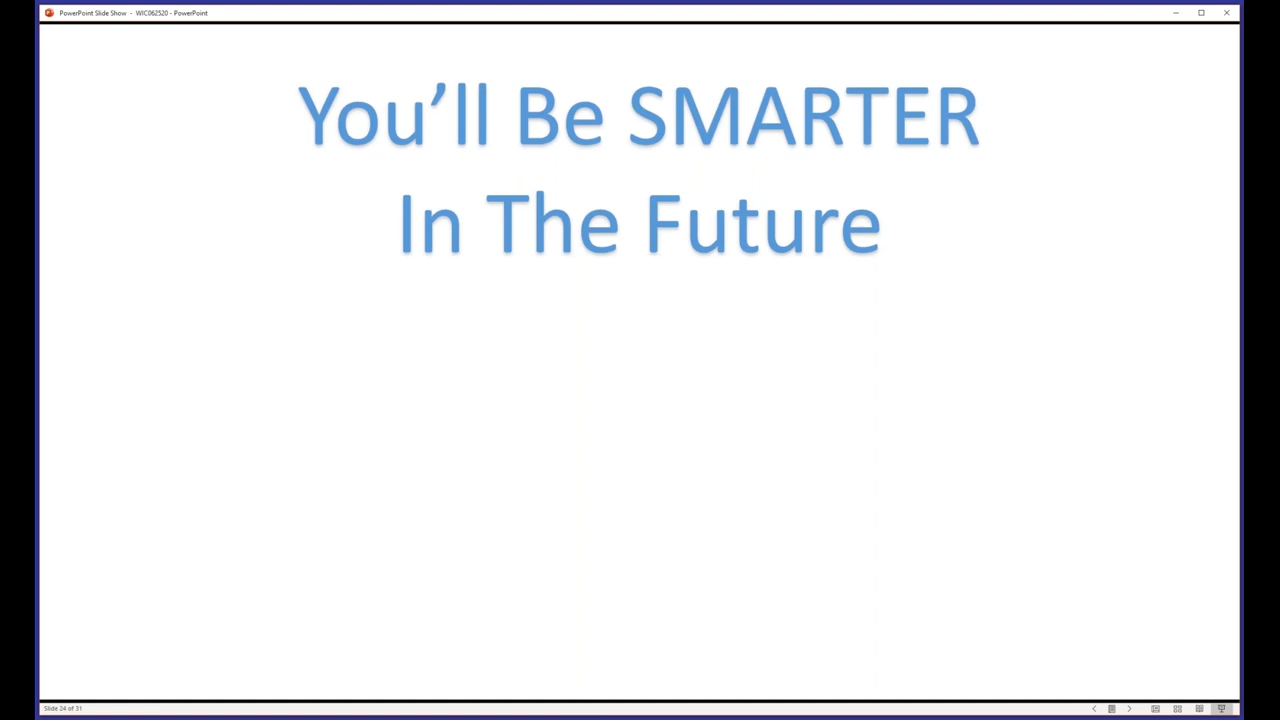 PowerPoint Slide Show - WIC062520 - PowerPoint
You’ll Be SMARTER
In The Future
Slide 24 of 31